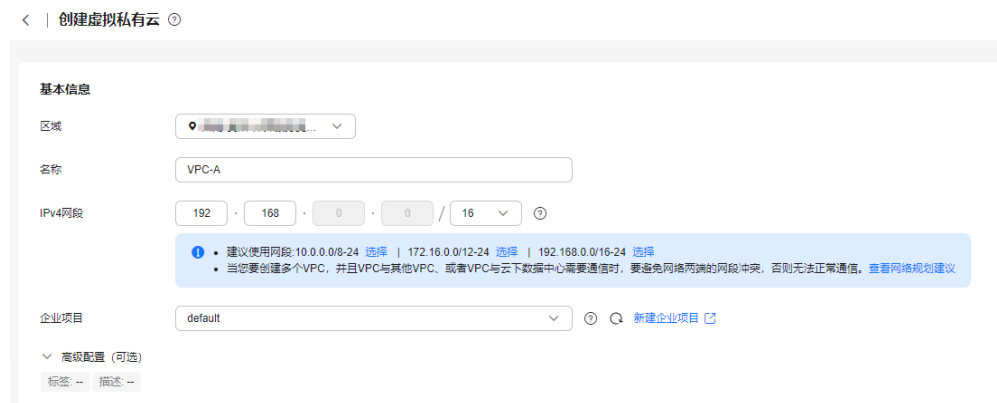 创建虚拟私有云
基本信息
区域
名称 VPC-A
IPv4网段 192 · 168 · 0 · 0 / 16
建议使用网段:10.0.0.0/8-24 选择 | 172.16.0.0/12-24 选择 | 192.168.0.0/16-24 选择
当您要创建多个VPC，并且VPC与其他VPC、或者VPC与云下数据中心需要通信时，要避免网络两端的网段冲突，否则无法正常通信。查看网络规划建议
企业项目 default 新建企业项目
高级配置（可选）
标签: -- 描述: --